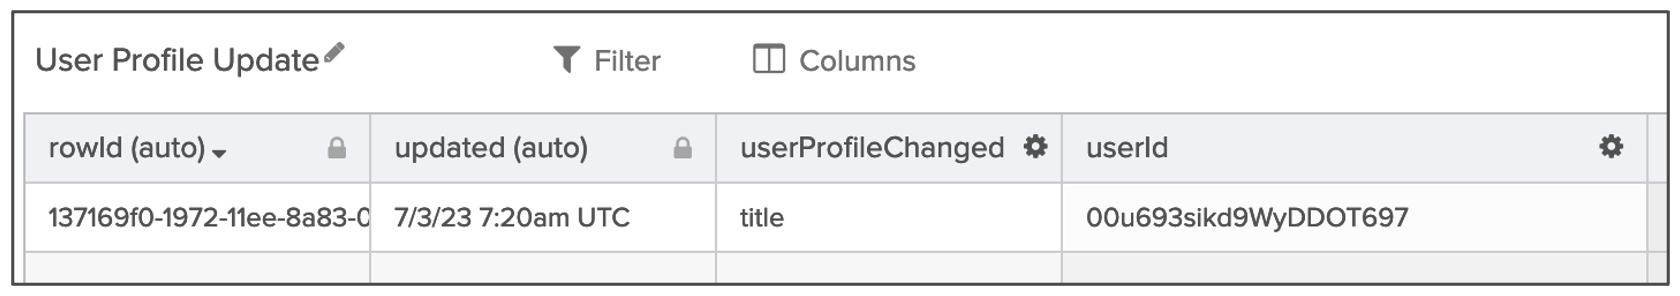 User Profile Update
Filter
Columns
rowId (auto)
updated (auto)
userProfileChanged
userId
137169f0-1972-11ee-8a83-0
7/3/23 7:20am UTC
title
00u693sikd9WyDDOT697